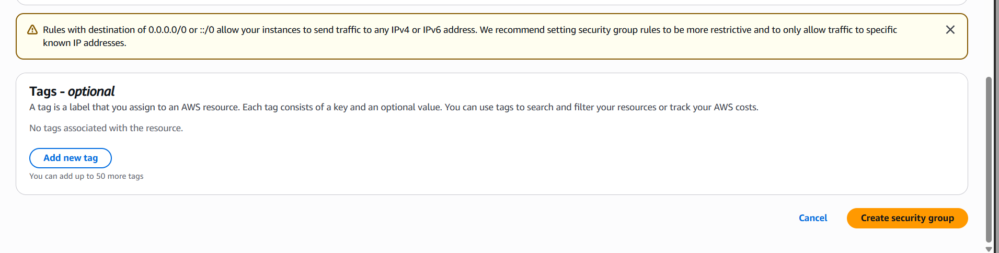 Rules with destination of 0.0.0.0/0 or ::/0 allow your instances to send traffic to any IPv4 or IPv6 address. We recommend setting security group rules to be more restrictive and to only allow traffic to specific
known IP addresses.
Tags - optional
A tag is a label that you assign to an AWS resource. Each tag consists of a key and an optional value. You can use tags to search and filter your resources or track your AWS costs.
No tags associated with the resource.
Add new tag
You can add up to 50 more tags
Cancel
Create security group